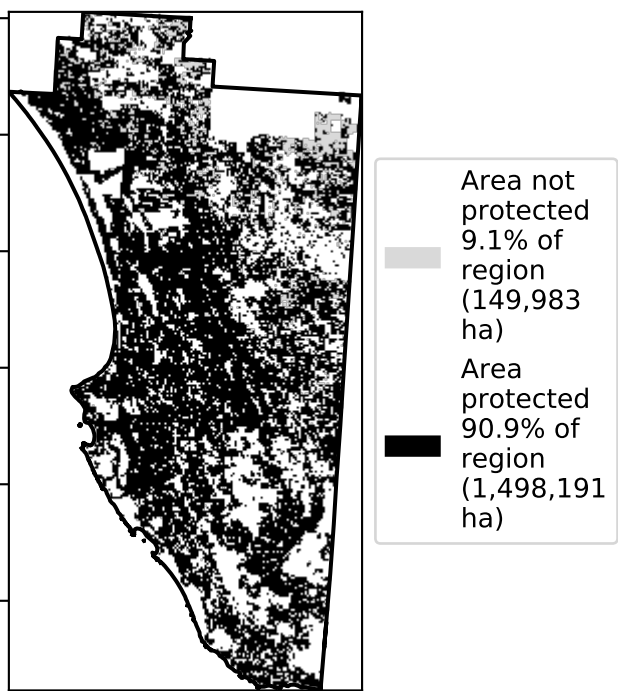 Area not
protected
9.1% of
region
(149,983
ha)
Area
protected
90.9% of
region
(1,498,191
ha)